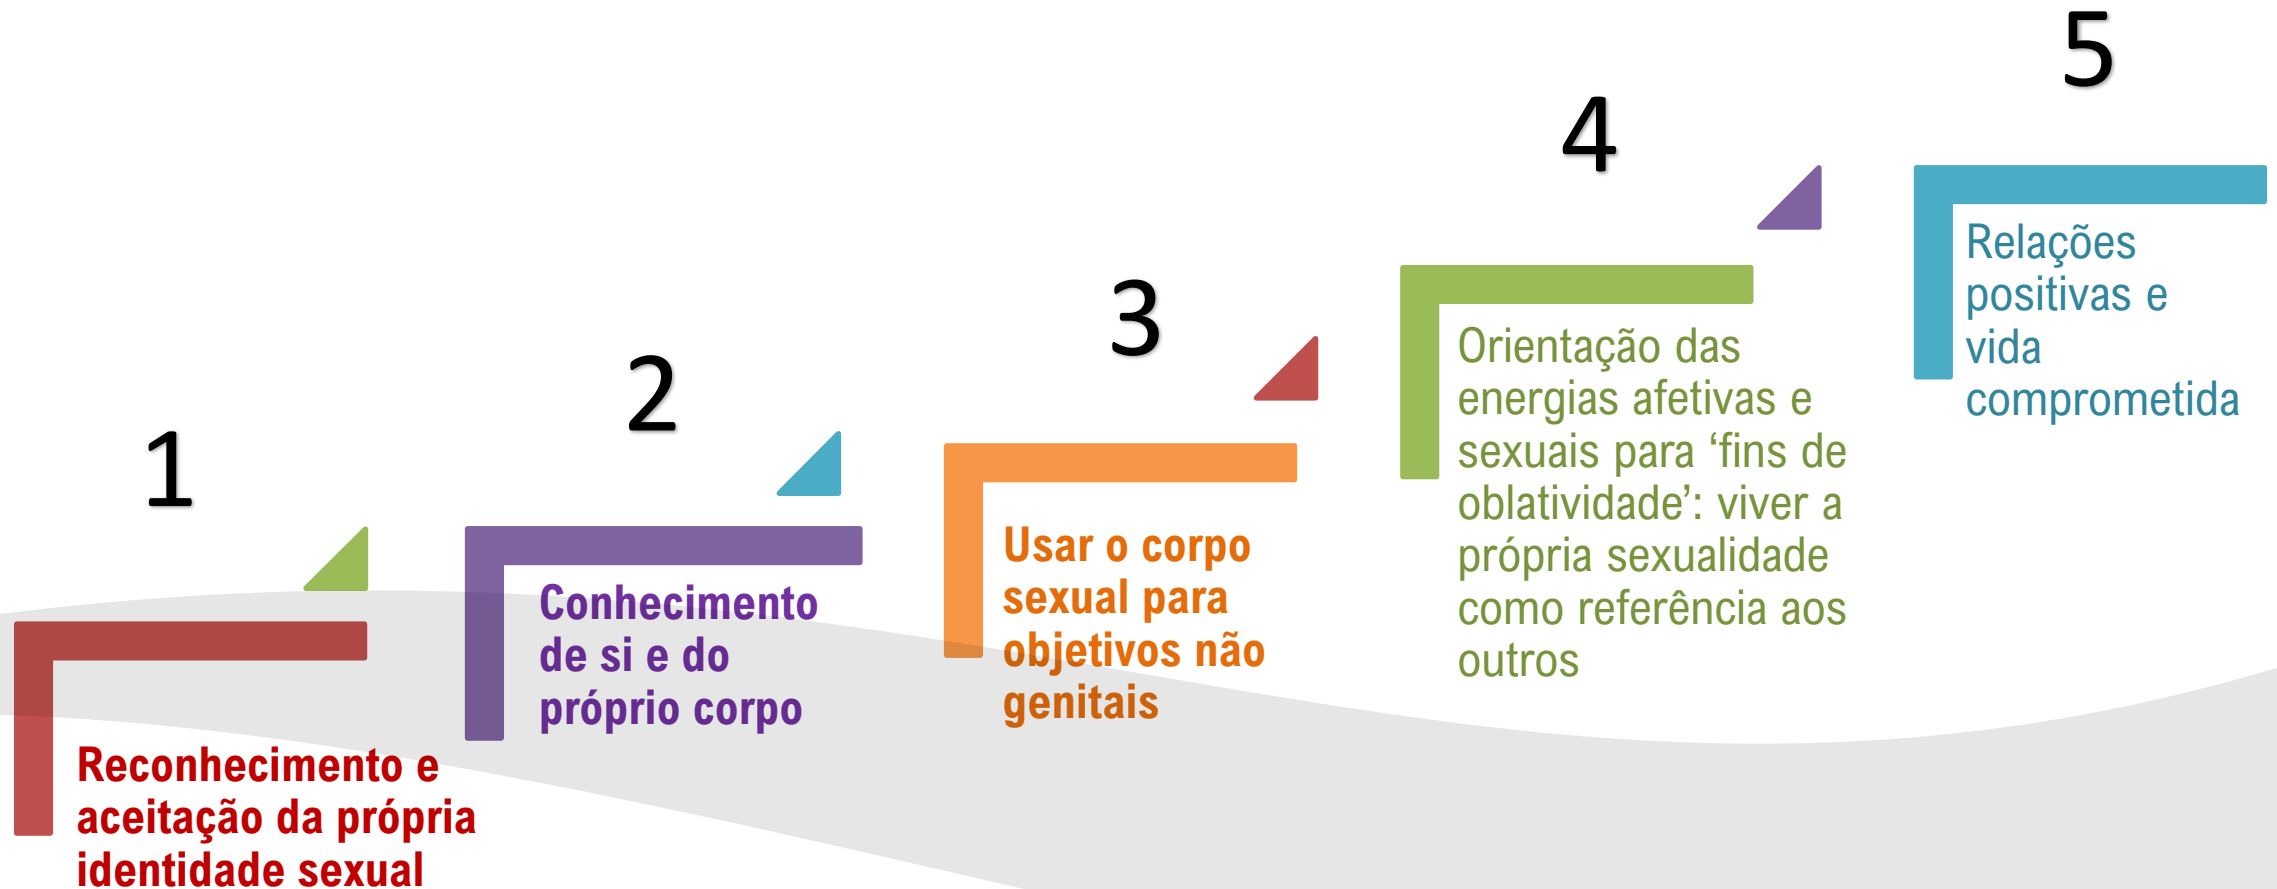 1
Reconhecimento e
aceitação da própria
identidade sexual
2
Conhecimento
de si e do
próprio corpo
3
Usar o corpo
sexual para
objetivos não
genitais
4
Orientação das
energias afetivas e
sexuais para ‘fins de
oblatividade’: viver a
própria sexualidade
como referência aos
outros
5
Relações
positivas e
vida
comprometida